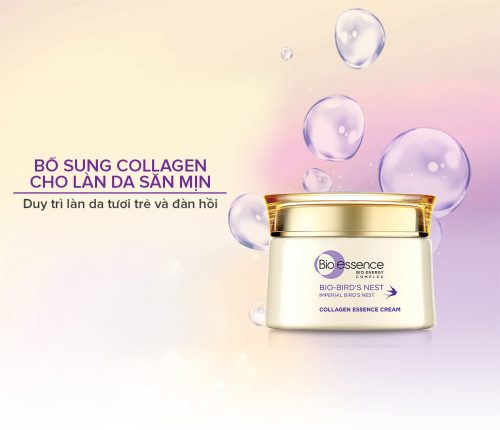 BỔ SUNG COLLAGEN
CHO LÀN DA SĂN MỊN
Duy trì làn da tươi trẻ và đàn hồi
Bio essence
BIO ENERGY
COMPLEX
BIO-BIRD'S NEST
IMPERIAL BIRD'S NEST
COLLAGEN ESSENCE CREAM